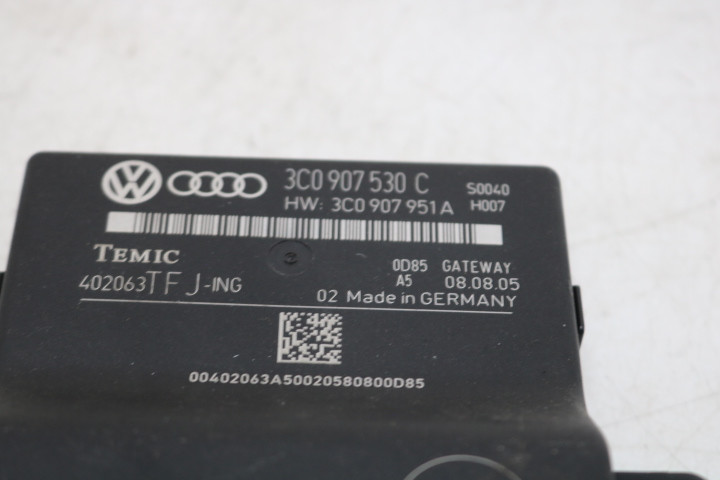 3C0 907 530 C S0040
HW: 3C0 907 951 A H007
TEMIC 0D85 GATEWAY
402063TFJ-ING A5 08.08.05
02 Made in GERMANY
00402063A50020580800D85